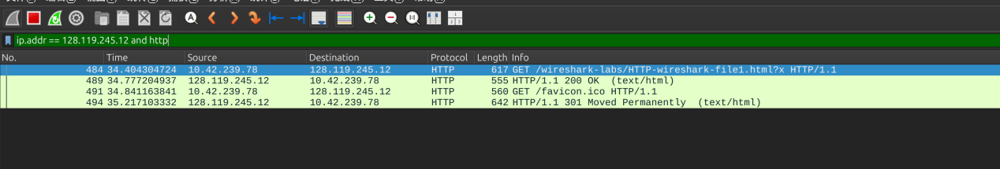 ip.addr == 128.119.245.12 and http
No. Time Source Destination Protocol Length Info
484 34.404304724 10.42.239.78 128.119.245.12 HTTP 617 GET /wireshark-labs/HTTP-wireshark-file1.html?x HTTP/1.1
489 34.777204937 128.119.245.12 10.42.239.78 HTTP 555 HTTP/1.1 200 OK (text/html)
491 34.841163841 10.42.239.78 128.119.245.12 HTTP 560 GET /favicon.ico HTTP/1.1
494 35.217103332 128.119.245.12 10.42.239.78 HTTP 642 HTTP/1.1 301 Moved Permanently (text/html)